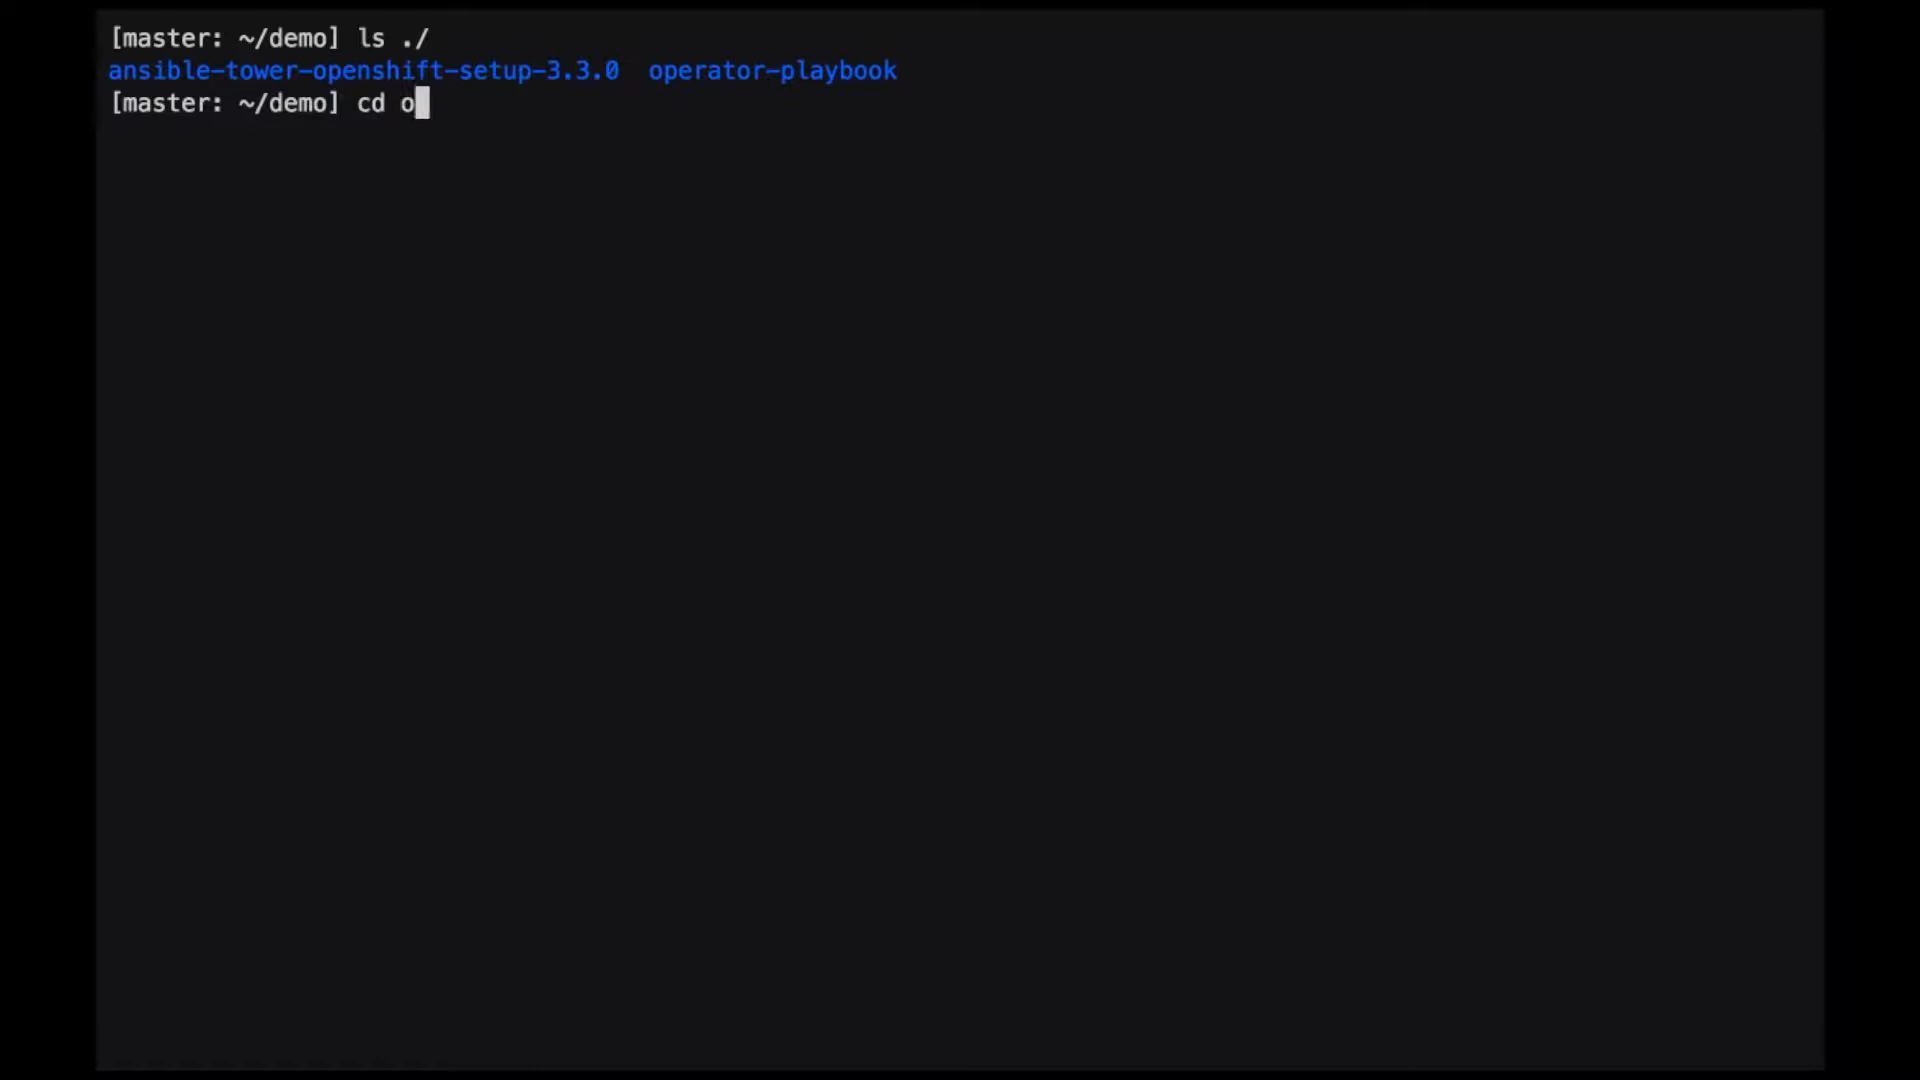 [master: ~/demo] ls ./
ansible-tower-openshift-setup-3.3.0  operator-playbook
[master: ~/demo] cd o